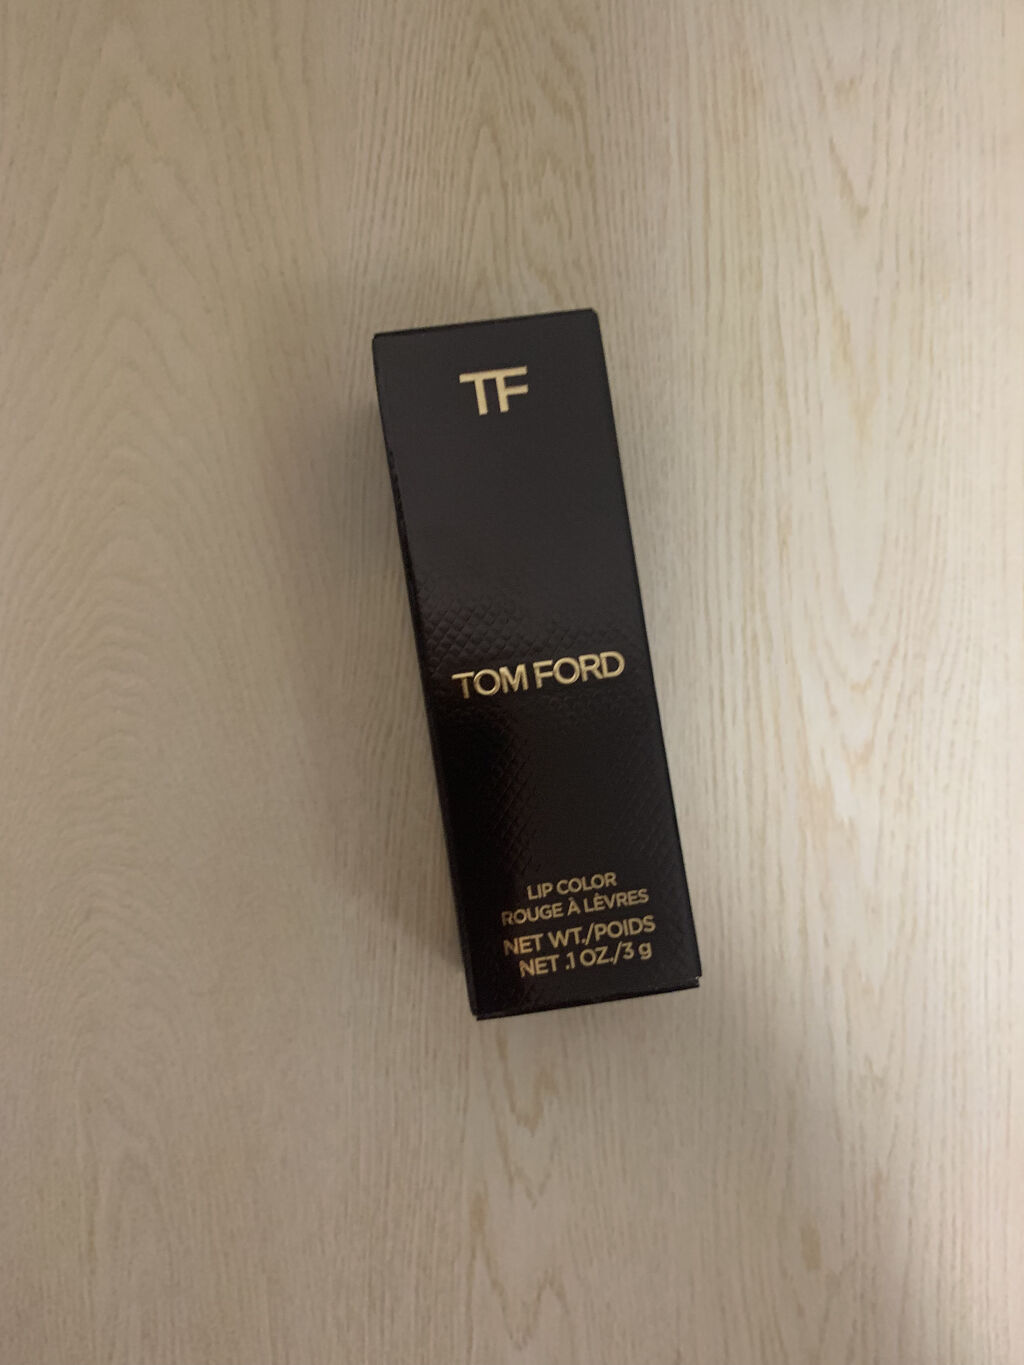 TF
TOM FORD
LIP COLOR
ROUGE À LÈVRES
NET WT./POIDS
NET .1 OZ./3 g